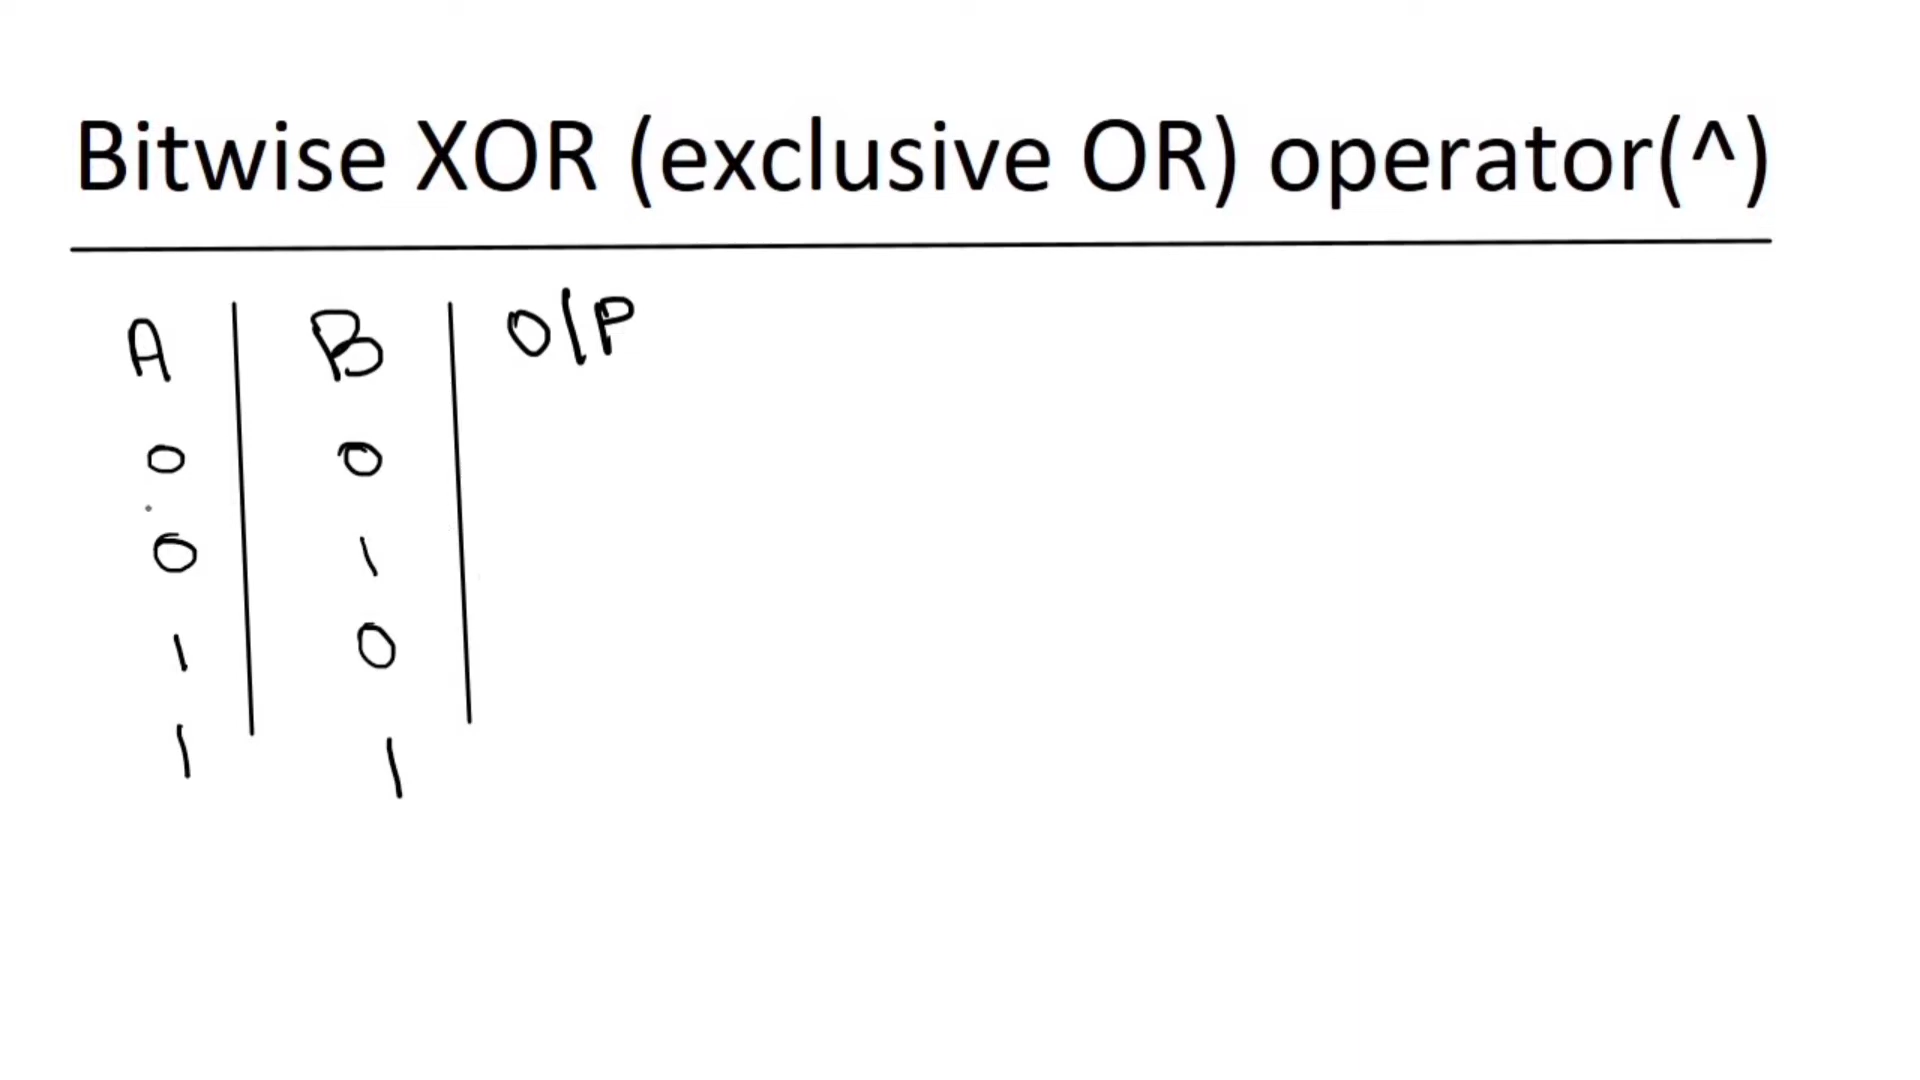 Bitwise XOR (exclusive OR) operator(^)
A B O/P
0 0
0 1
1 0
1 1